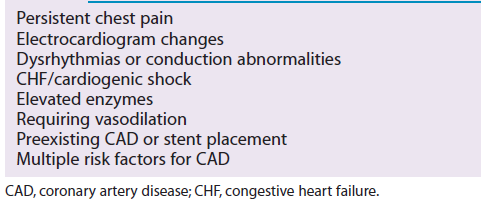 Persistent chest pain
Electrocardiogram changes
Dysrhythmias or conduction abnormalities
CHF/cardiogenic shock
Elevated enzymes
Requiring vasodilation
Preexisting CAD or stent placement
Multiple risk factors for CAD
CAD, coronary artery disease; CHF, congestive heart failure.